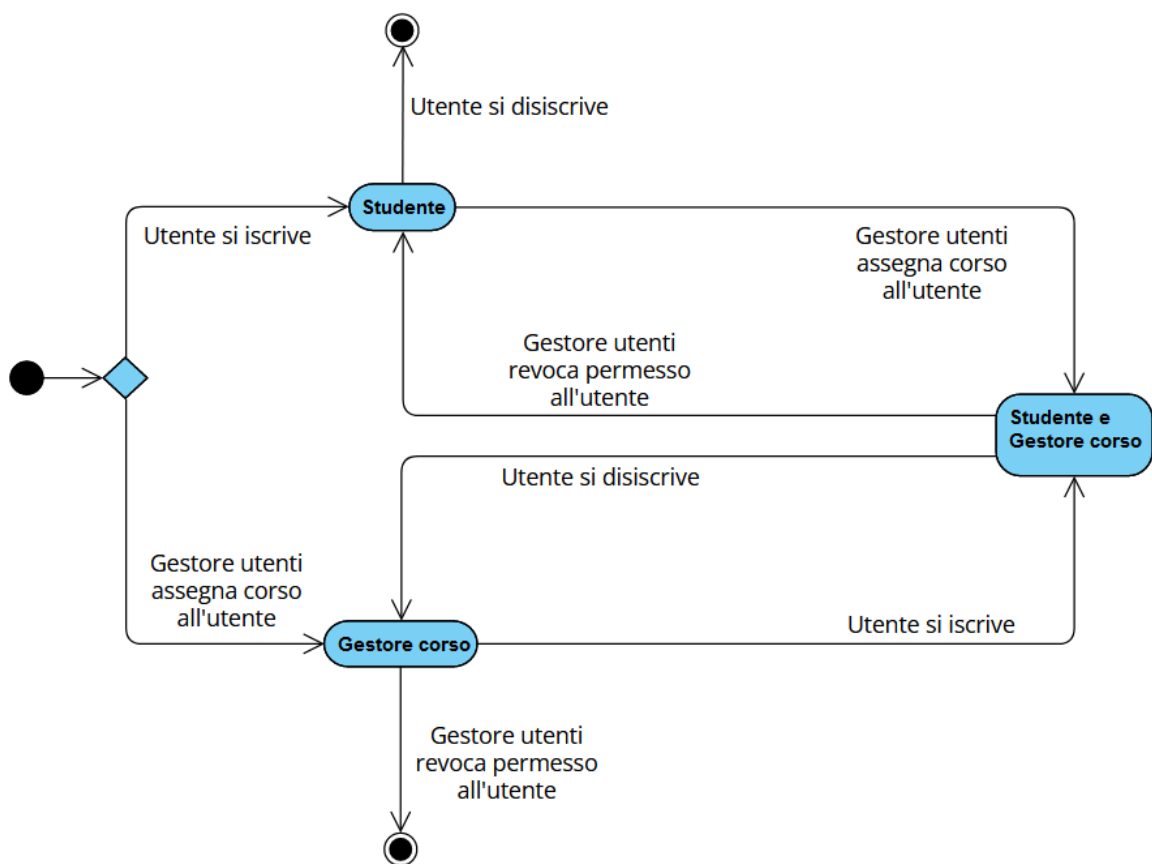 Utente si disiscrive
Studente
Utente si iscrive
Gestore utenti
assegna corso
all'utente
Gestore utenti
revoca permesso
all'utente
Studente e
Gestore corso
Utente si disiscrive
Gestore utenti
assegna corso
all'utente
Utente si iscrive
Gestore corso
Gestore utenti
revoca permesso
all'utente